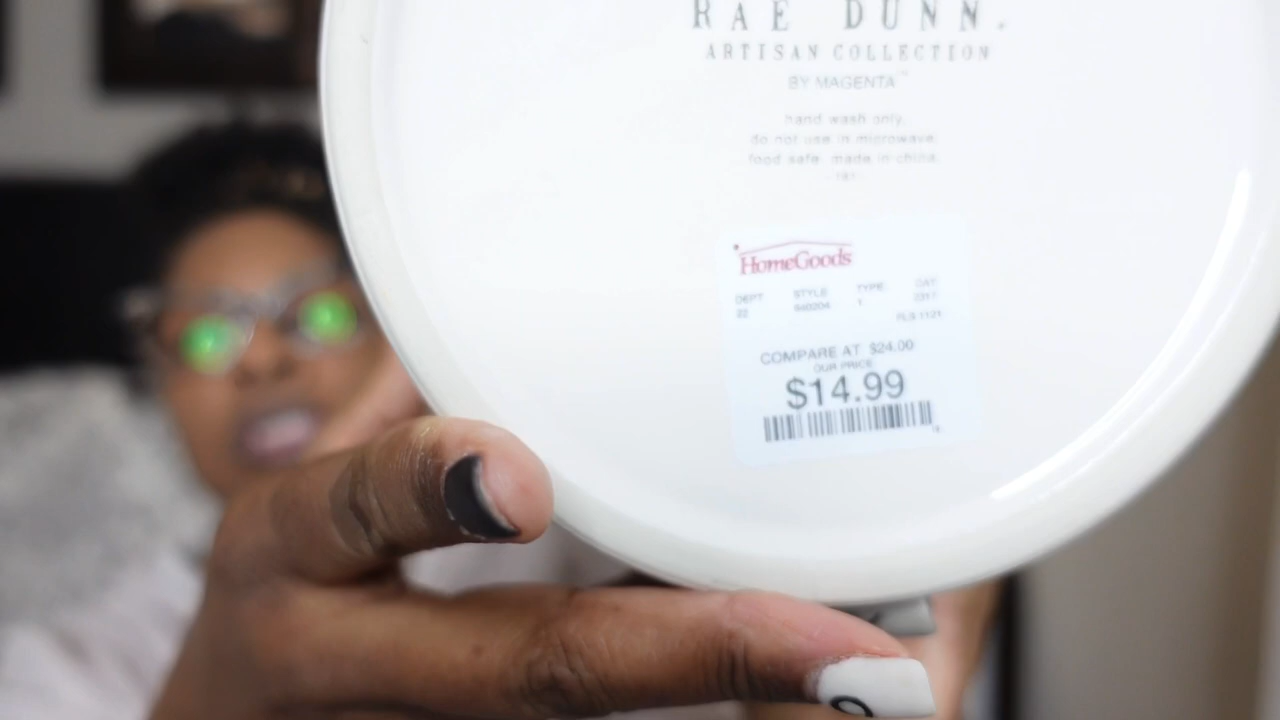 RAE DUNN.
ARTISAN COLLECTION
BY MAGENTA™
hand wash only.
do not use in microwave.
food safe. made in china.
HomeGoods
DEPT STYLE TYPE CAT
22 1
COMPARE AT $24.00
OUR PRICE
$14.99